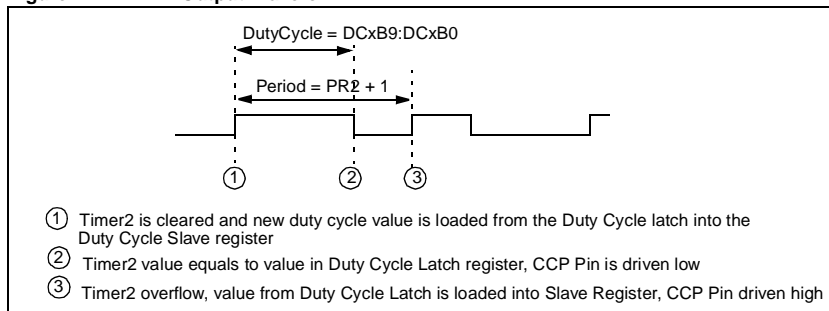 DutyCycle = DCxB9:DCxB0
Period = PR2 + 1
1 2 3
1 Timer2 is cleared and new duty cycle value is loaded from the Duty Cycle latch into the
Duty Cycle Slave register
2 Timer2 value equals to value in Duty Cycle Latch register, CCP Pin is driven low
3 Timer2 overflow, value from Duty Cycle Latch is loaded into Slave Register, CCP Pin driven high